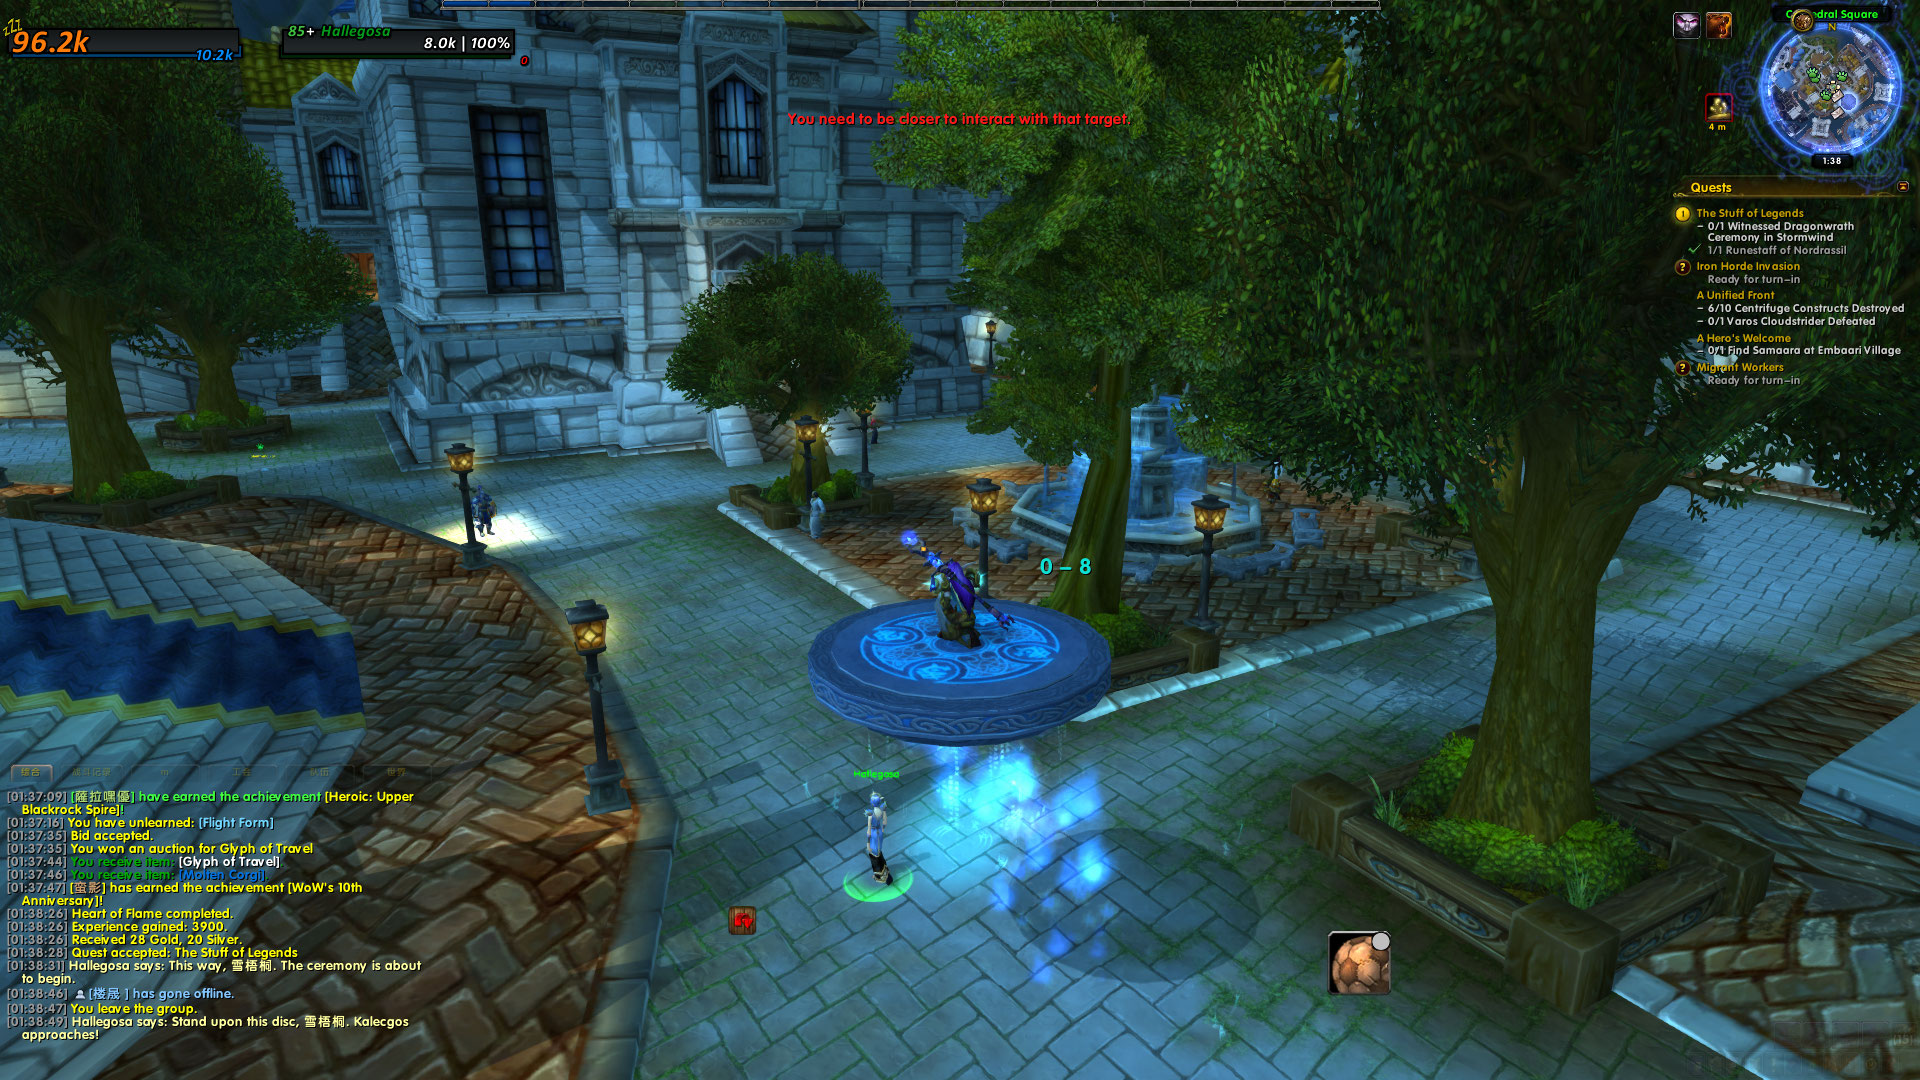 zZZ
96.2k
10.2k
85+ Hallegosa
8.0k | 100%
0
You need to be closer to interact with that target.
N
4 m
1:38
Quests
The Stuff of Legends
– 0/1 Witnessed Dragonwrath
Ceremony in Stormwind
1/1 Runestaff of Nordrassil
Iron Horde Invasion
Ready for turn-in
A Unified Front
– 6/10 Centrifuge Constructs Destroyed
– 0/1 Varos Cloudstrider Defeated
A Hero's Welcome
– 0/1 Find Samaara at Embaari Village
Migrant Workers
Ready for turn-in
0 – 8
Hallegosa
综合
战斗记录
世界
[01:37:09] [薩拉嘿優] have earned the achievement [Heroic: Upper
Blackrock Spire]!
[01:37:16] You have unlearned: [Flight Form]
[01:37:35] Bid accepted.
[01:37:35] You won an auction for Glyph of Travel
[01:37:44] You receive item: [Glyph of Travel].
[01:37:46] You receive item: [Molten Corgi].
[01:37:47] [萤影] has earned the achievement [WoW's 10th
Anniversary]!
[01:38:26] Heart of Flame completed.
[01:38:26] Experience gained: 3900.
[01:38:26] Received 28 Gold, 20 Silver.
[01:38:28] Quest accepted: The Stuff of Legends
[01:38:31] Hallegosa says: This way, 雪梧桐. The ceremony is about
to begin.
[01:38:46] [楼晟] has gone offline.
[01:38:47] You leave the group.
[01:38:49] Hallegosa says: Stand upon this disc, 雪梧桐. Kalecgos
approaches!